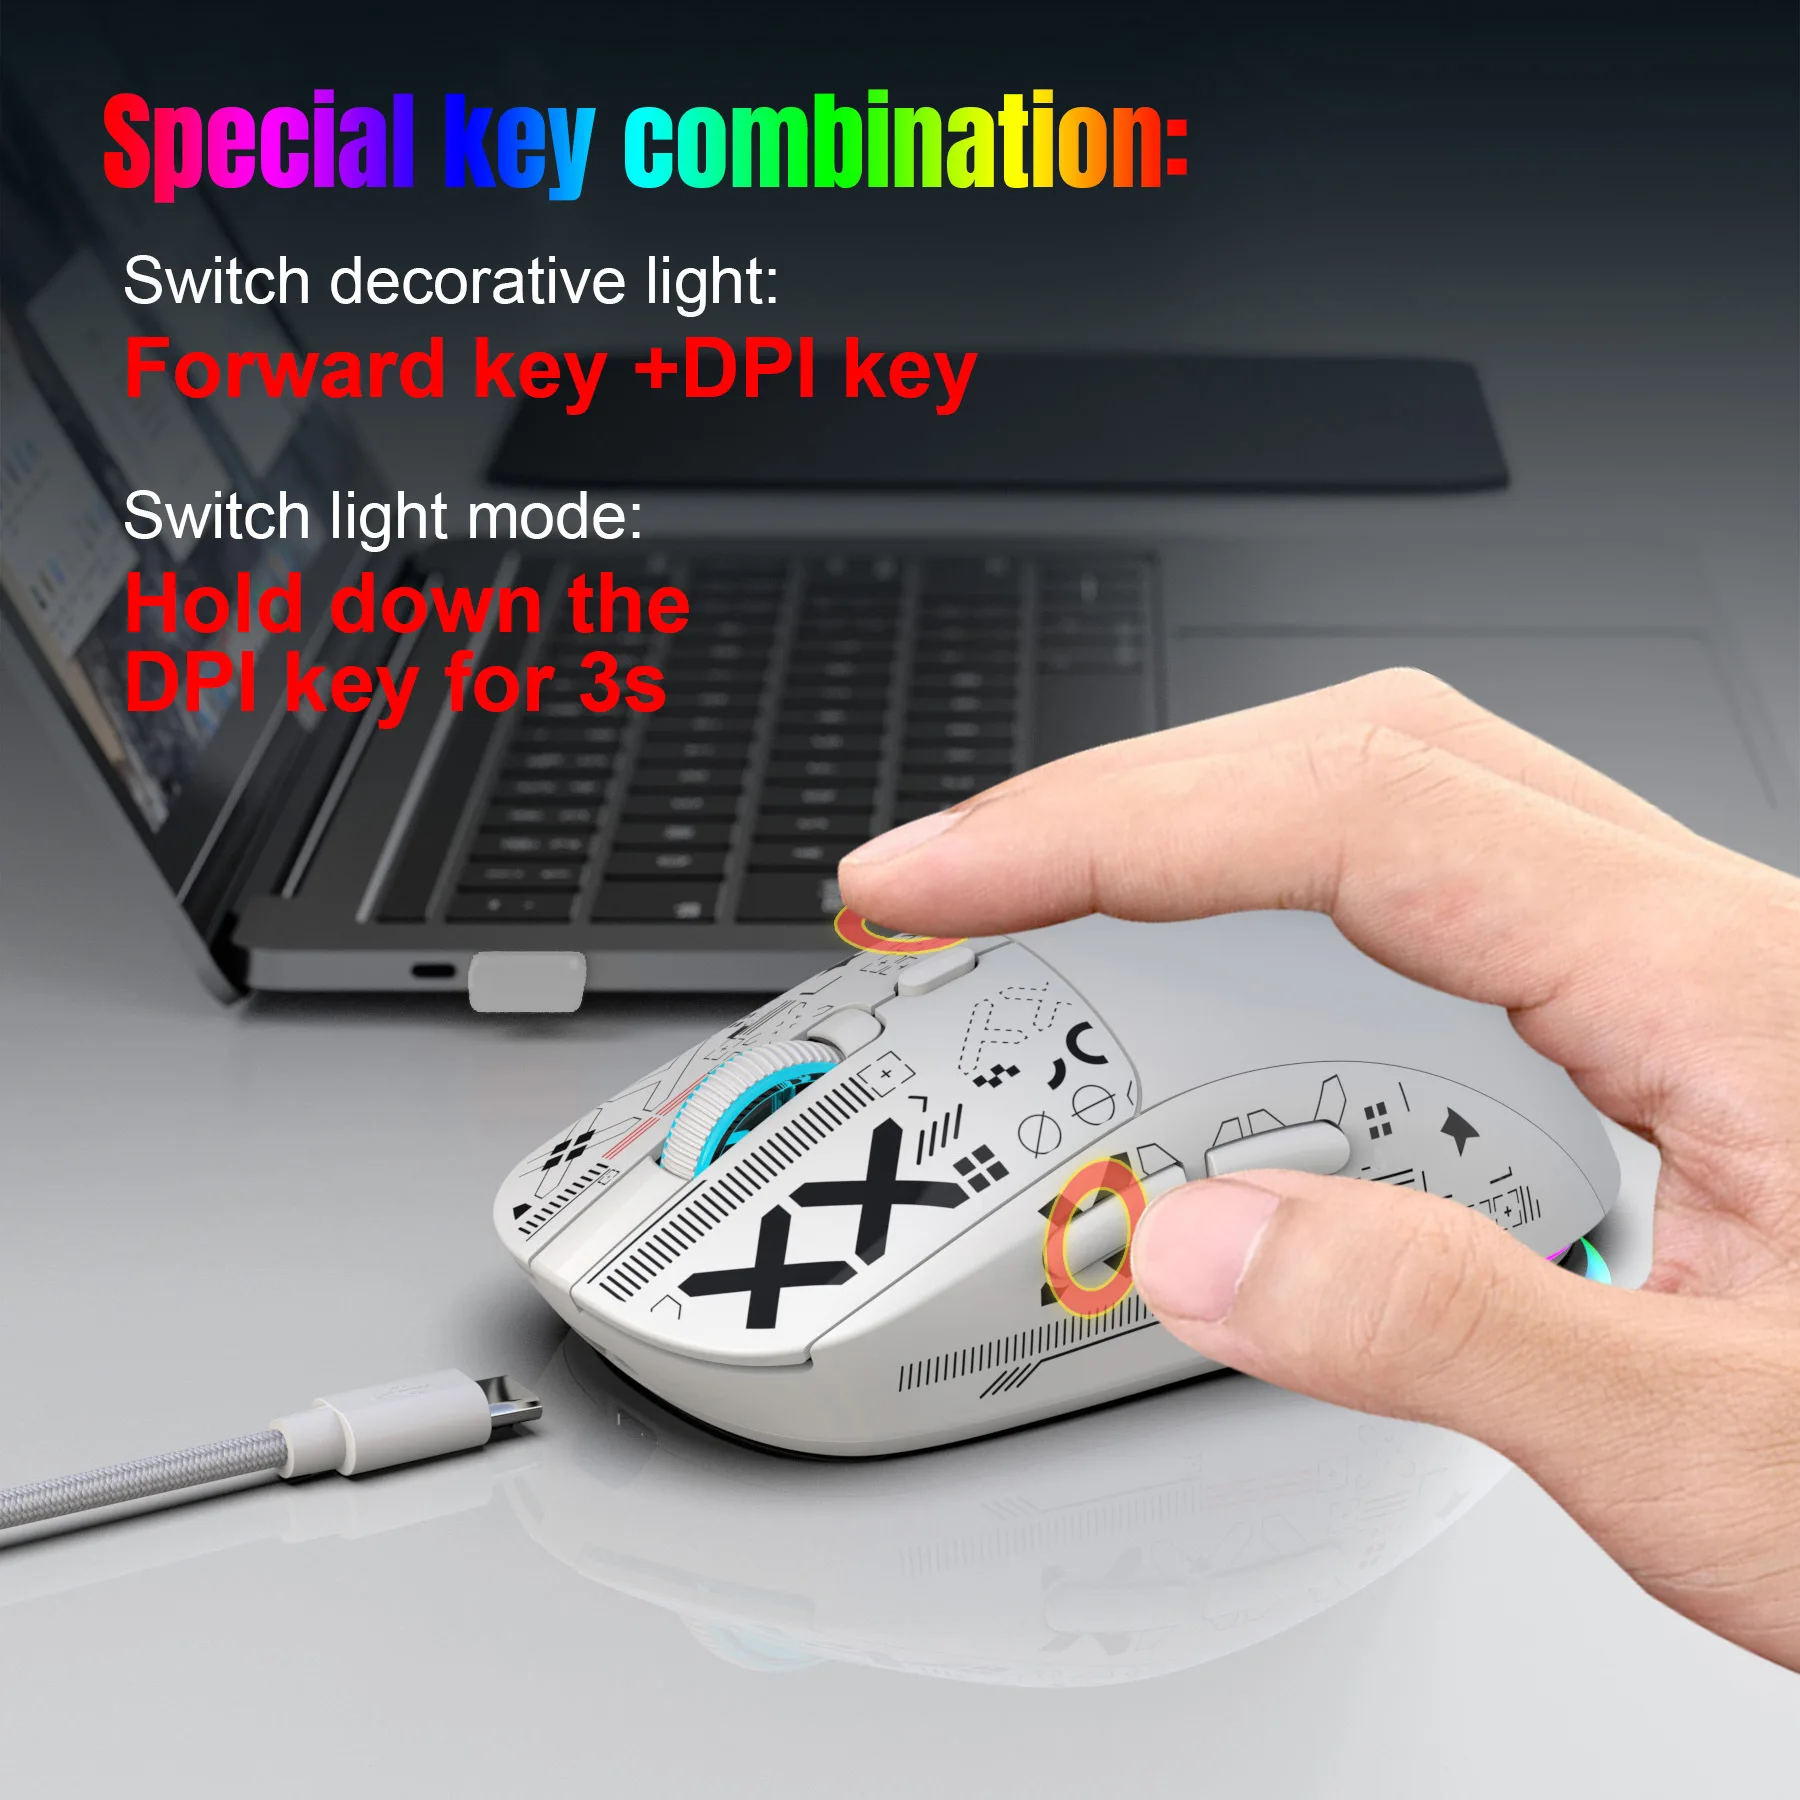 Special key combination:
Switch decorative light:
Forward key +DPI key
Switch light mode:
Hold down the
DPI key for 3s